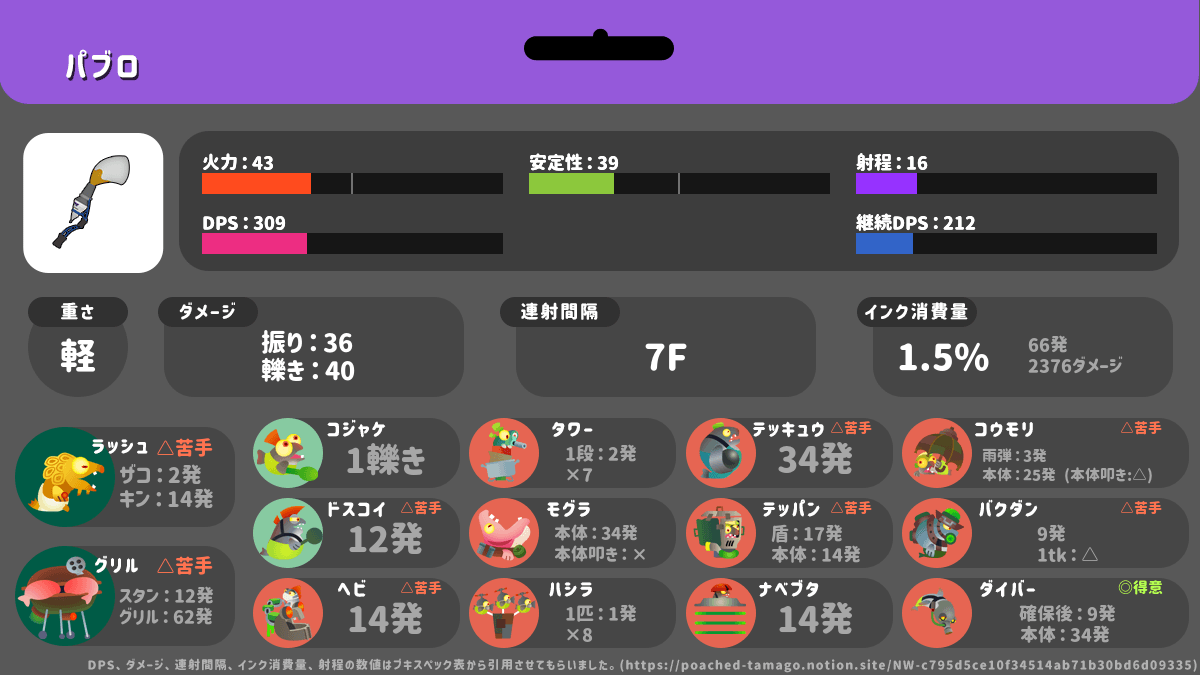 パブロ
火力：43
安定性：39
射程：16
DPS：309
継続DPS：212
重さ
軽
ダメージ
振り：36
轢き：40
連射間隔
7F
インク消費量
1.5%
66発
2376ダメージ
ラッシュ △苦手
ザコ：2発
キン：14発
グリル △苦手
スタン：12発
グリル：62発
コジャケ
1轢き
ドスコイ △苦手
12発
ヘビ △苦手
14発
タワー
1段：2発
×7
モグラ
本体：34発
本体叩き：×
ハシラ
1匹：1発
×8
テッキュウ △苦手
34発
テッパン △苦手
盾：17発
本体：14発
ナベブタ
14発
コウモリ △苦手
雨弾：3発
本体：25発 (本体叩き:△)
バクダン △苦手
9発
1tk：△
ダイバー ◎得意
確保後：9発
本体：34発
DPS、ダメージ、連射間隔、インク消費量、射程の数値はブキスペック表から引用させてもらいました。(https://poached-tamago.notion.site/NW-c795d5ce10f34514ab71b30bd6d09335)